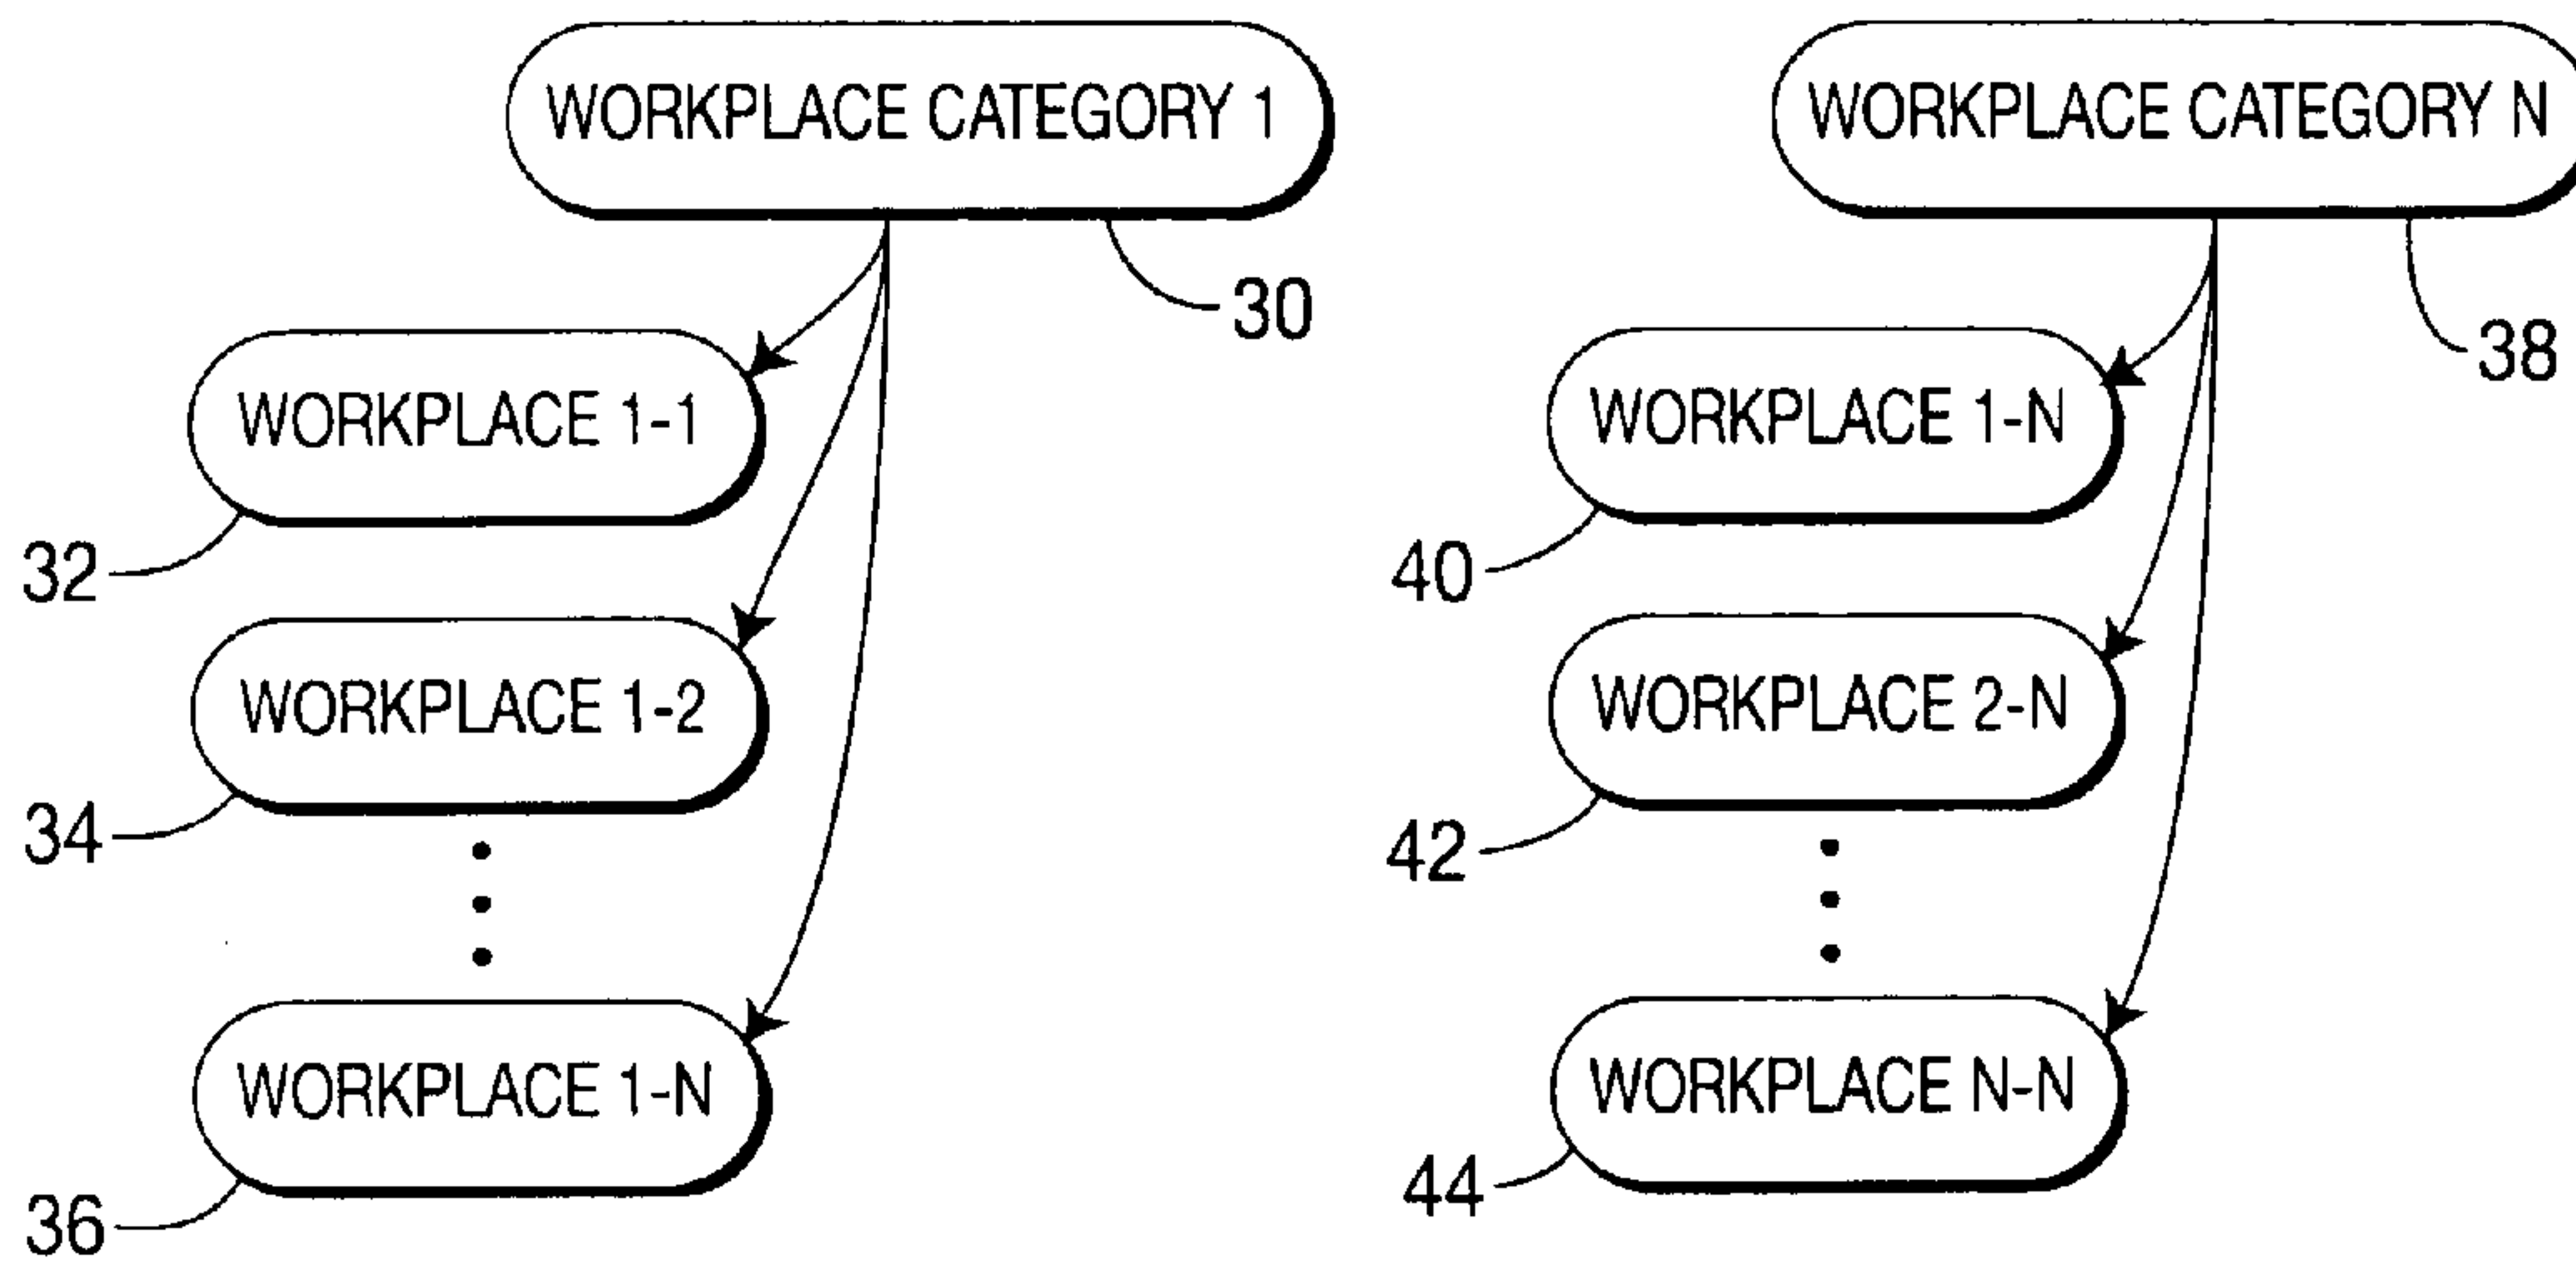 WORKPLACE CATEGORY 1
30
WORKPLACE 1-1
32
WORKPLACE 1-2
34
WORKPLACE 1-N
36
WORKPLACE CATEGORY N
38
WORKPLACE 1-N
40
WORKPLACE 2-N
42
WORKPLACE N-N
44